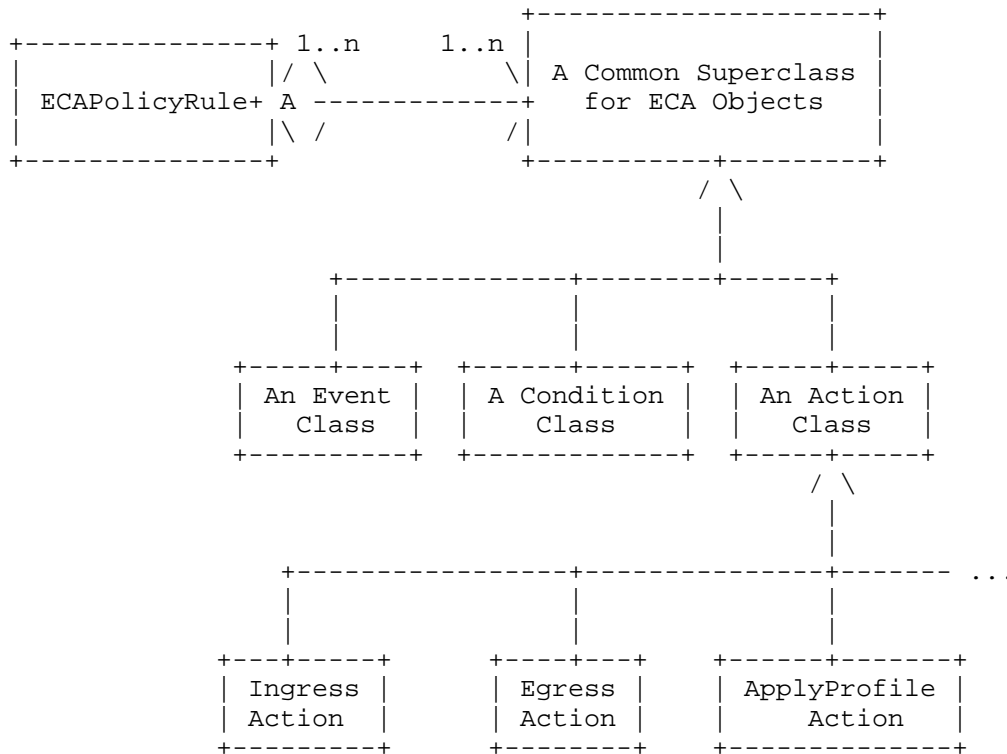 1..n 1..n
A Common Superclass
ECAPolicyRule+ A for ECA Objects
An Event A Condition An Action
Class Class Class
...
Ingress Egress ApplyProfile
Action Action Action